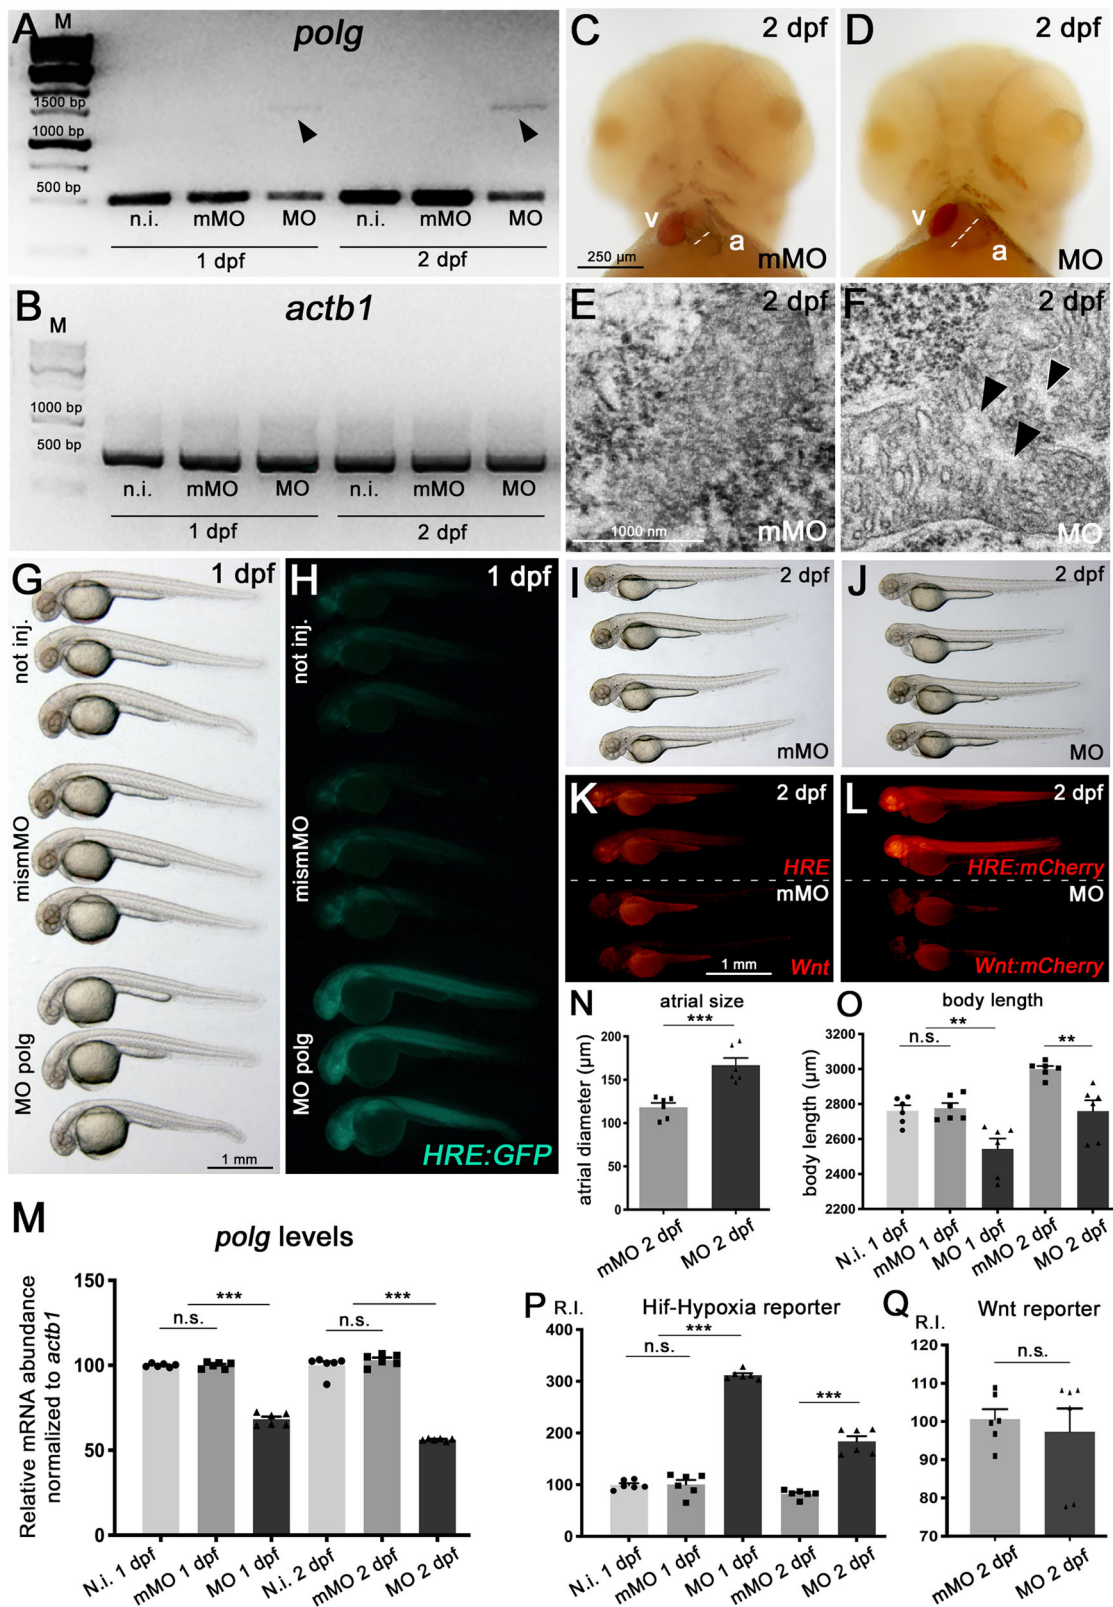 A
M
polg
1500 bp
1000 bp
500 bp
n.i.
mMO
MO
n.i.
mMO
MO
1 dpf
2 dpf
B
M
actb1
1000 bp
500 bp
n.i.
mMO
MO
n.i.
mMO
MO
1 dpf
2 dpf
C
2 dpf
v
a
250 µm
mMO
D
2 dpf
v
a
MO
E
2 dpf
1000 nm
mMO
F
2 dpf
MO
G
1 dpf
not inj.
mismMO
MO polg
1 mm
H
1 dpf
not inj.
mismMO
MO polg
HRE:GFP
I
2 dpf
mMO
J
2 dpf
MO
K
2 dpf
HRE
mMO
Wnt
1 mm
L
2 dpf
HRE:mCherry
MO
Wnt:mCherry
M
polg levels
Relative mRNA abundance
normalized to actb1
150
100
50
0
n.s.
***
n.s.
***
N.i. 1 dpf
mMO 1 dpf
MO 1 dpf
N.i. 2 dpf
mMO 2 dpf
MO 2 dpf
N
atrial size
***
atrial diameter (µm)
200
150
100
50
0
mMO 2 dpf
MO 2 dpf
O
body length
body length (µm)
3200
3000
2800
2600
2400
2200
n.s.
**
**
N.i. 1 dpf
mMO 1 dpf
MO 1 dpf
mMO 2 dpf
MO 2 dpf
P
R.I.
Hif-Hypoxia reporter
400
300
200
100
0
n.s.
***
***
N.i. 1 dpf
mMO 1 dpf
MO 1 dpf
mMO 2 dpf
MO 2 dpf
Q
R.I.
Wnt reporter
120
110
100
90
80
70
n.s.
mMO 2 dpf
MO 2 dpf